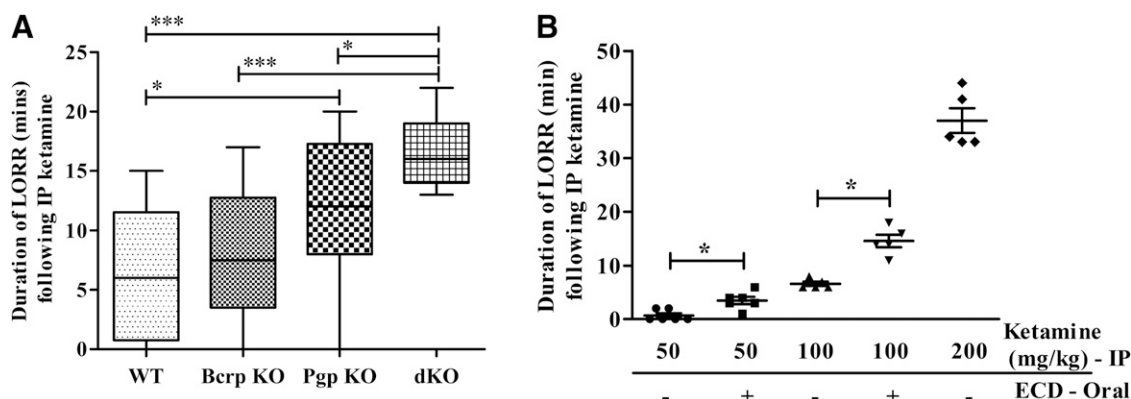 A
Duration of LORR (mins)
following IP ketamine
25
20
15
10
5
0
***
*
***
*
WT Bcrp KO Pgp KO dKO
B
Duration of LORR (min)
following IP ketamine
50
40
30
20
10
0
*
*
50 50 100 100 200
Ketamine
(mg/kg) - IP
- + - + -
ECD - Oral